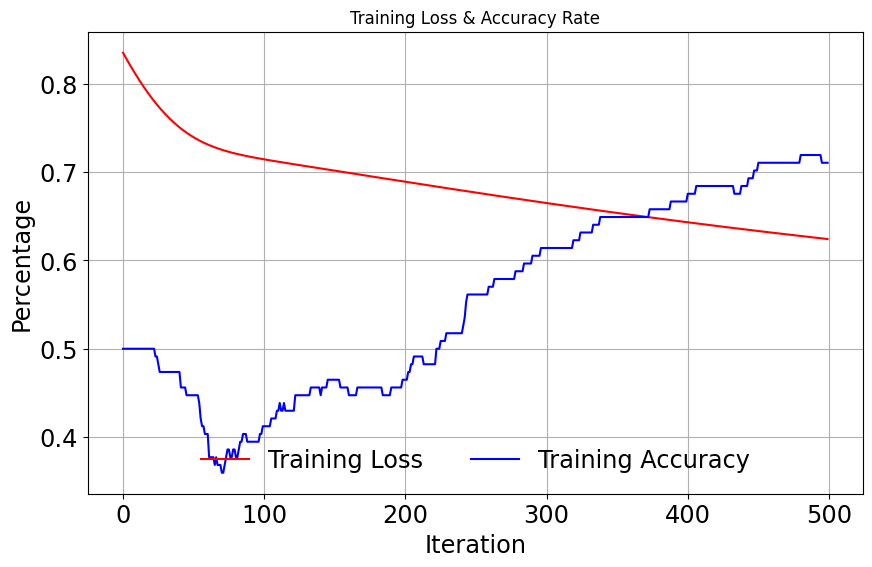 Training Loss & Accuracy Rate
Percentage
0.8
0.7
0.6
0.5
0.4
Training Loss
Training Accuracy
0 100 200 300 400 500
Iteration